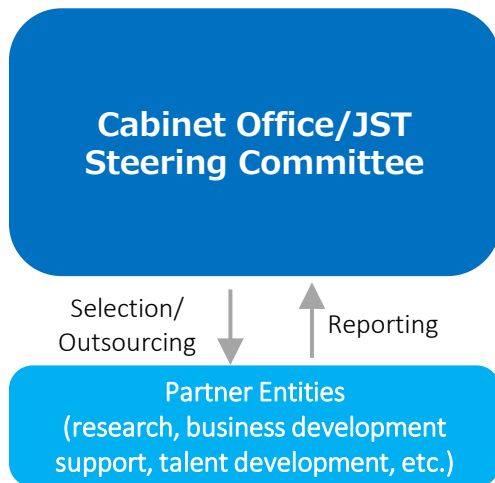 Cabinet Office/JST
Steering Committee
Selection/
Outsourcing
Reporting
Partner Entities
(research, business development
support, talent development, etc.)